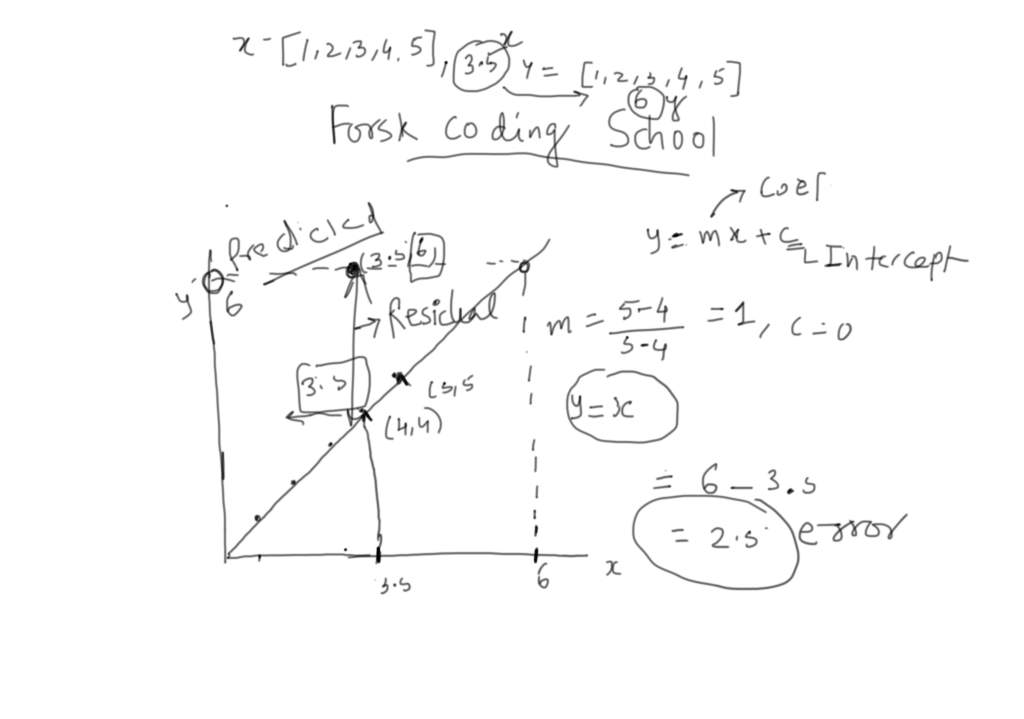 x - [1,2,3,4,5], 3.5 x y = [1,2,3,4,5]
6 y
Forsk coding School
coef
y = mx + c
Intercept
Predicted
(3.5, 6)
y 6
Residual
m = 5-4 / 5-4 = 1, c = 0
3.5
(5,5
(4,4)
y = x
= 6 - 3.5
= 2.5 error
3.5
6
x